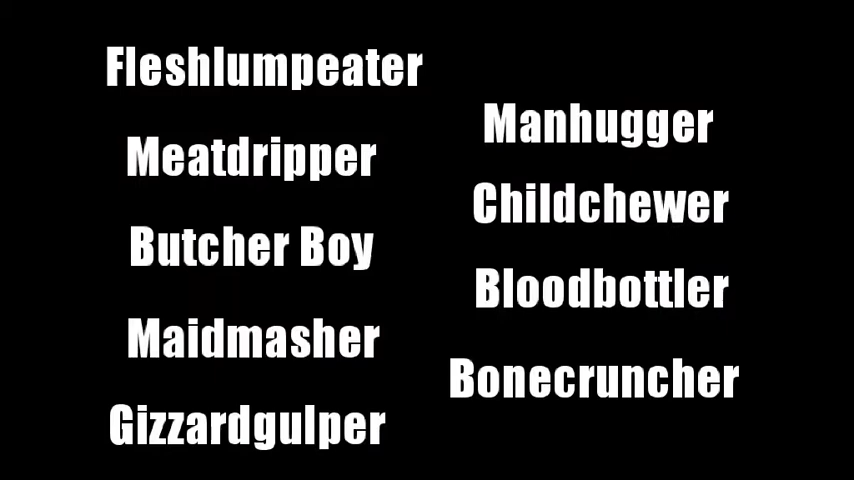 Fleshlumpeater
Meatdripper
Butcher Boy
Maidmasher
Gizzardgulper
Manhugger
Childchewer
Bloodbottler
Bonecruncher